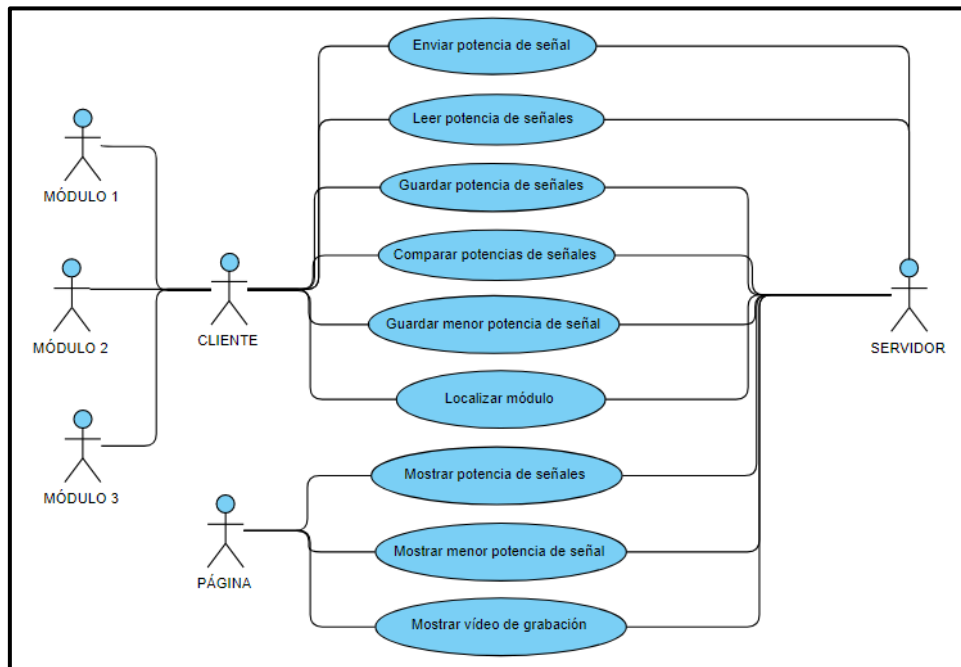 Enviar potencia de señal
Leer potencia de señales
MÓDULO 1
Guardar potencia de señales
Comparar potencias de señales
MÓDULO 2
CLIENTE
Guardar menor potencia de señal
SERVIDOR
Localizar módulo
MÓDULO 3
Mostrar potencia de señales
Mostrar menor potencia de señal
PÁGINA
Mostrar vídeo de grabación